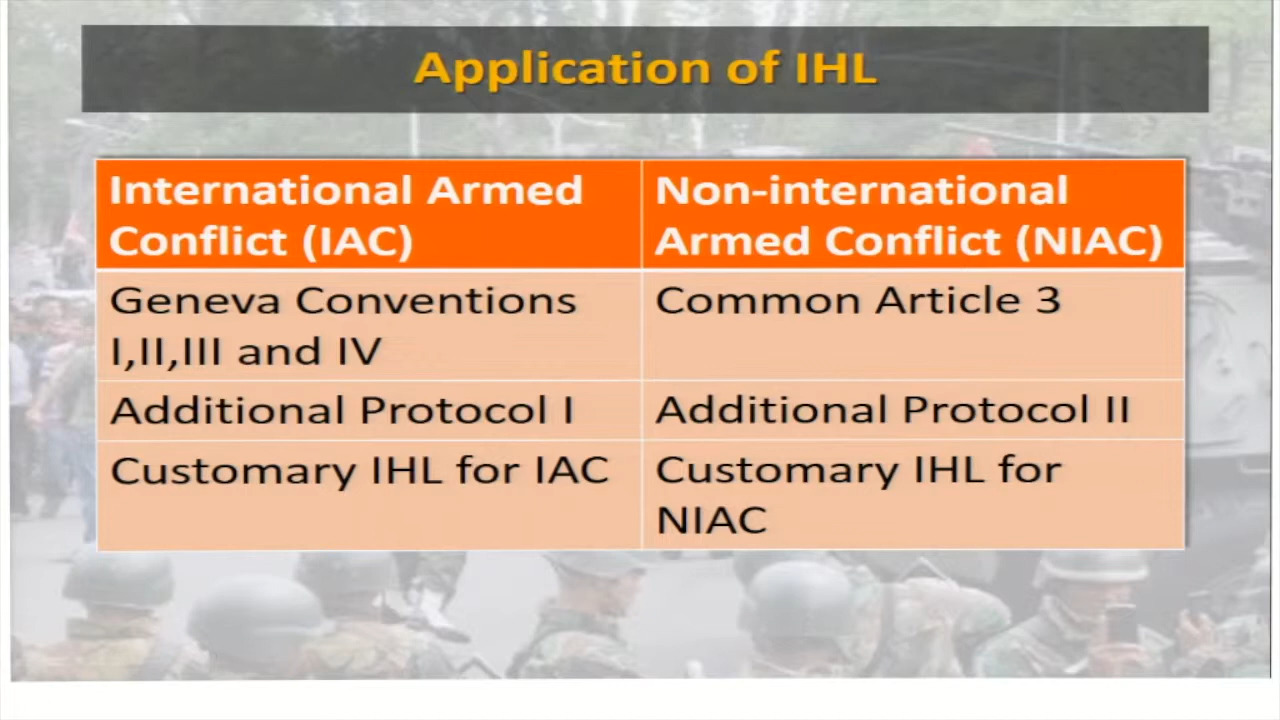 Application of IHL
International Armed
Conflict (IAC)
Non-international
Armed Conflict (NIAC)
Geneva Conventions
I,II,III and IV
Common Article 3
Additional Protocol I
Additional Protocol II
Customary IHL for IAC
Customary IHL for
NIAC